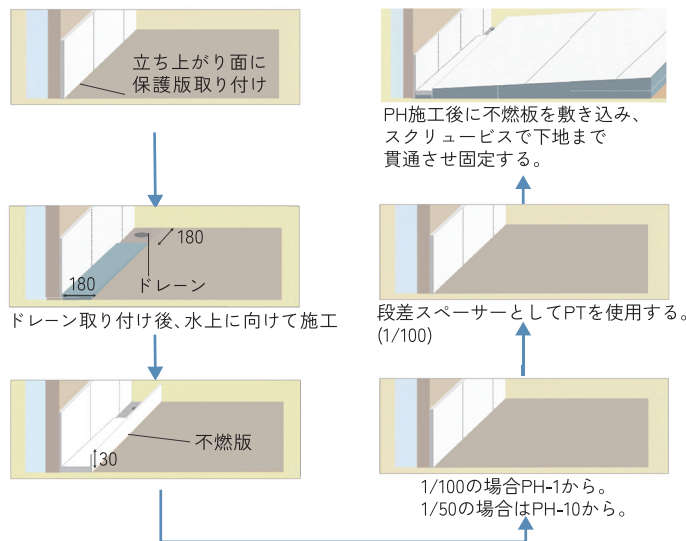 立ち上がり面に
保護版取り付け
180
180
ドレーン
ドレーン取り付け後、水上に向けて施工
不燃版
30
1/100の場合PH-1から。
1/50の場合はPH-10から。
段差スペーサーとしてPTを使用する。
(1/100)
PH施工後に不燃板を敷き込み、
スクリュービスで下地まで
貫通させ固定する。